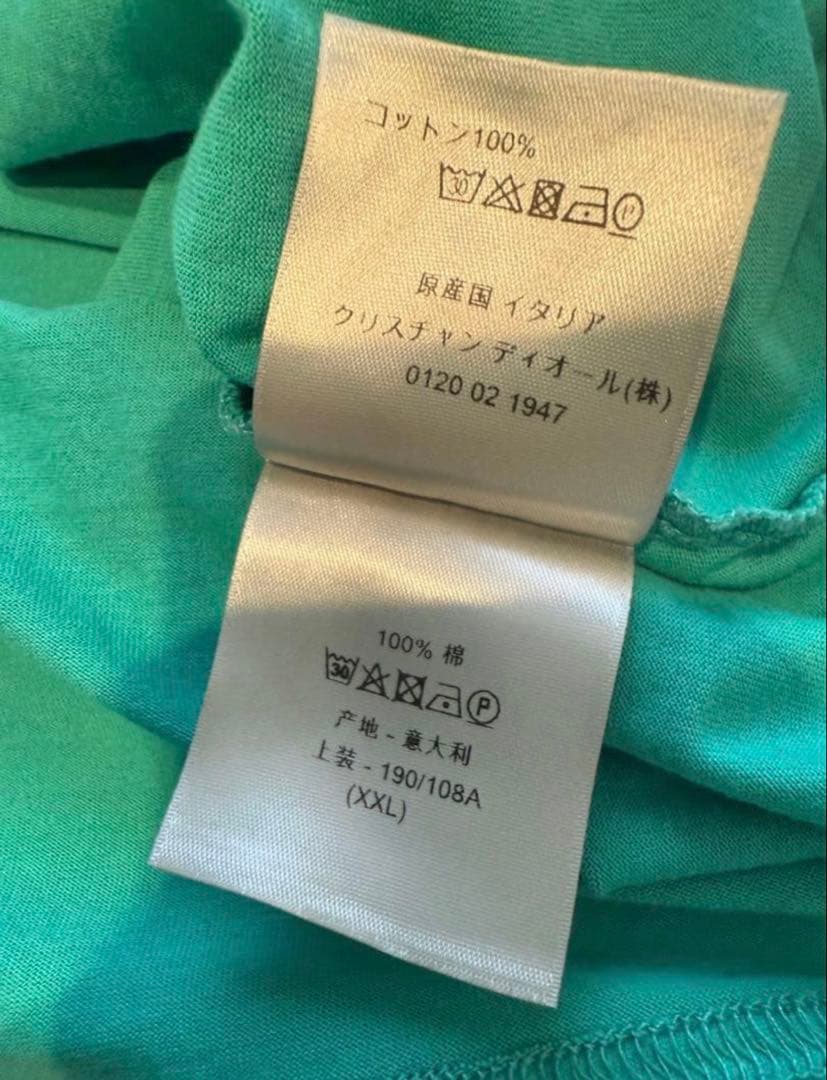 コットン100%
30 P
原産国 イタリア
クリスチャン ディオール(株)
0120 02 1947
100% 棉
30 P
产地 - 意大利
上装 - 190/108A
(XXL)